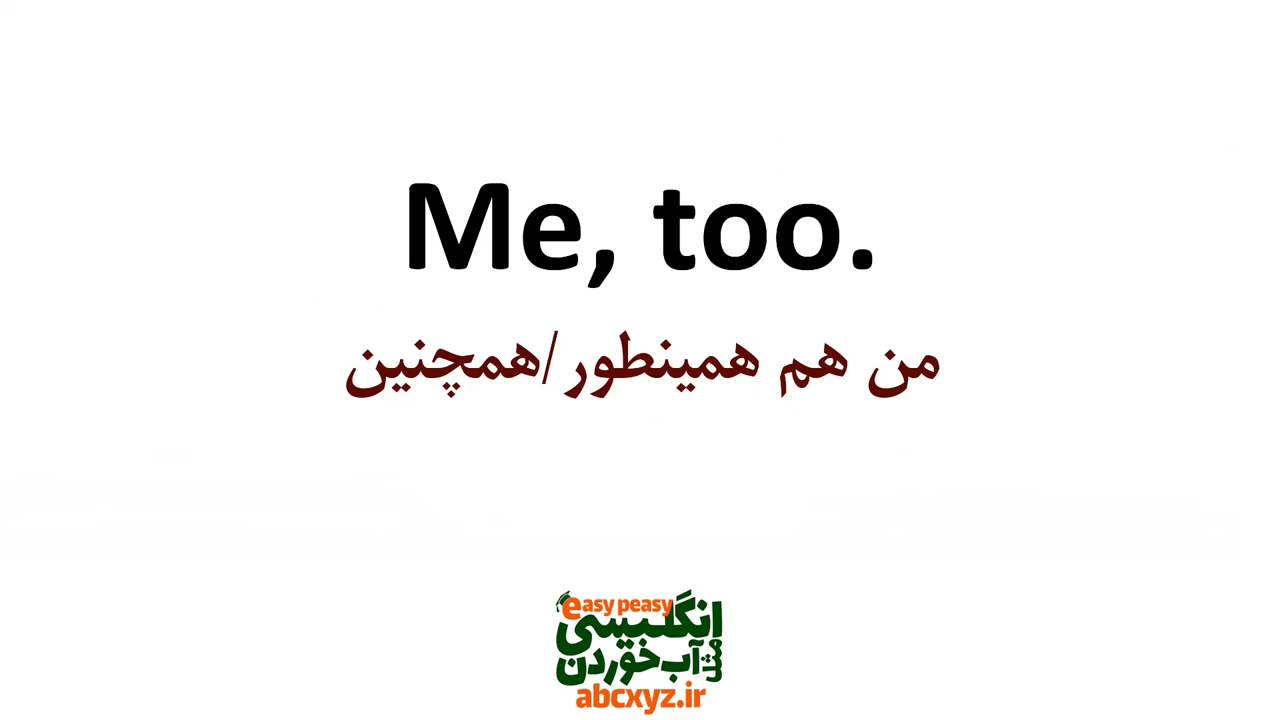 Me, too.
من هم همینطور/همچنین
easy peasy
انگلیسی
مثل آب خوردن
abcxyz.ir